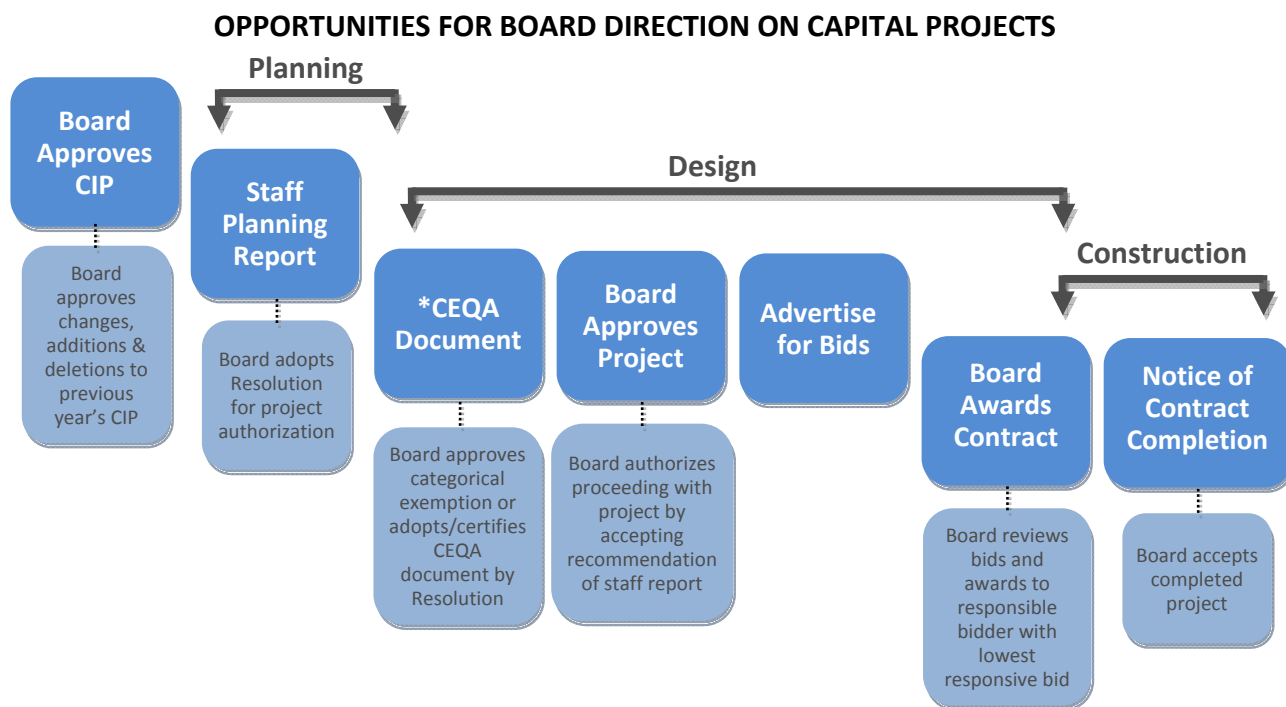 OPPORTUNITIES FOR BOARD DIRECTION ON CAPITAL PROJECTS
Planning
Board
Approves
CIP
Board
approves
changes,
additions &
deletions to
previous
year's CIP
Staff
Planning
Report
Board adopts
Resolution
for project
authorization
Design
*CEQA
Document
Board approves
categorical
exemption or
adopts/certifies
CEQA
document by
Resolution
Board
Approves
Project
Board authorizes
proceeding with
project by
accepting
recommendation
of staff report
Advertise
for Bids
Construction
Board
Awards
Contract
Board reviews
bids and
awards to
responsible
bidder with
lowest
responsive bid
Notice of
Contract
Completion
Board accepts
completed
project